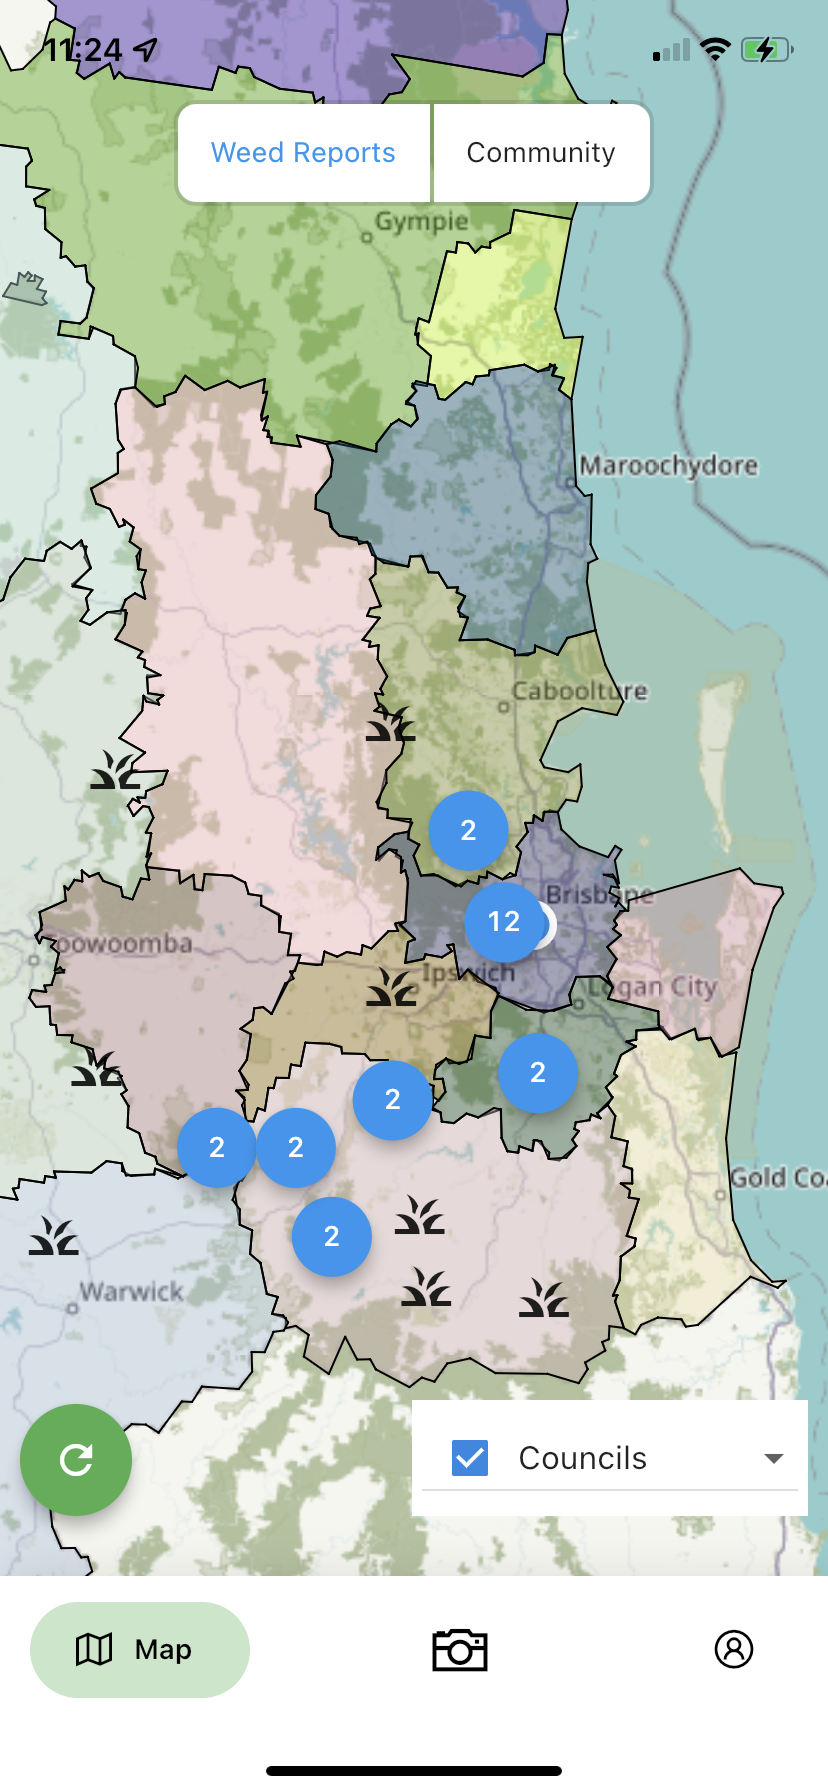 11:24
Weed Reports
Community
Gympie
Maroochydore
Caboolture
2
Brisbane
12
oowoomba
Ipswich
Logan City
2
2
2
2
Gold Coa
2
Warwick
Councils
Map